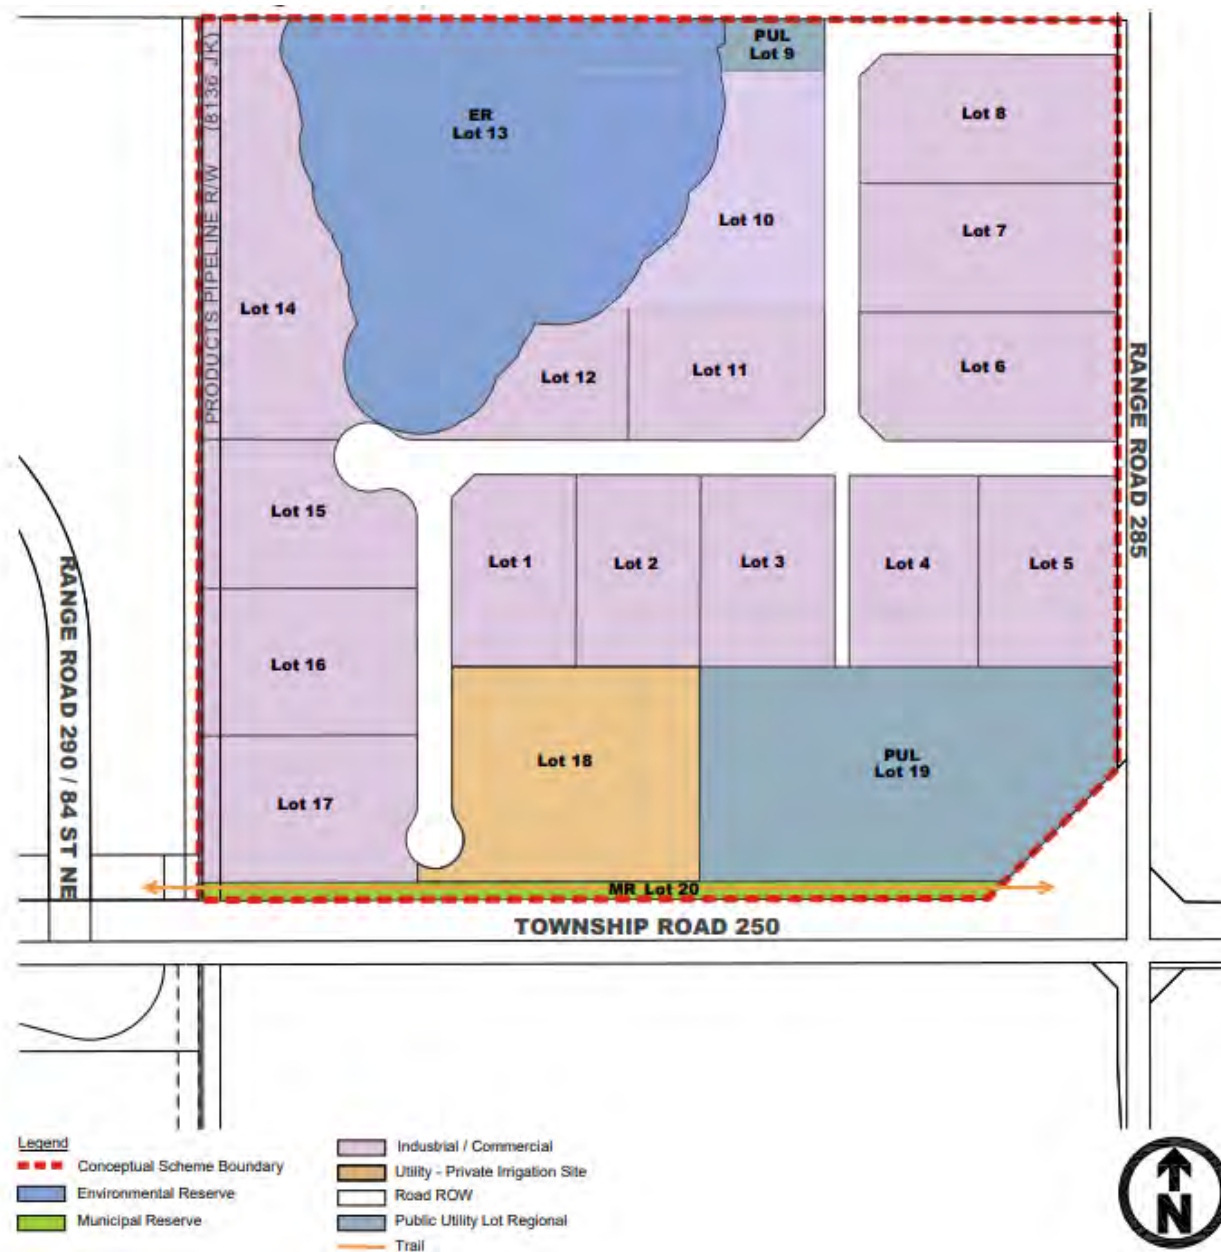 PUL
Lot 9
ER
Lot 13
Lot 8
Lot 10
Lot 7
Lot 14
PRODUCTS PIPELINE R/W (8136 JK)
Lot 12
Lot 11
Lot 6
RANGE ROAD 285
Lot 15
Lot 1
Lot 2
Lot 3
Lot 4
Lot 5
RANGE ROAD 290 / 84 ST NE
Lot 16
Lot 18
PUL
Lot 19
Lot 17
MR Lot 20
TOWNSHIP ROAD 250
Legend
Conceptual Scheme Boundary
Environmental Reserve
Municipal Reserve
Industrial / Commercial
Utility - Private Irrigation Site
Road ROW
Public Utility Lot Regional
Trail
N